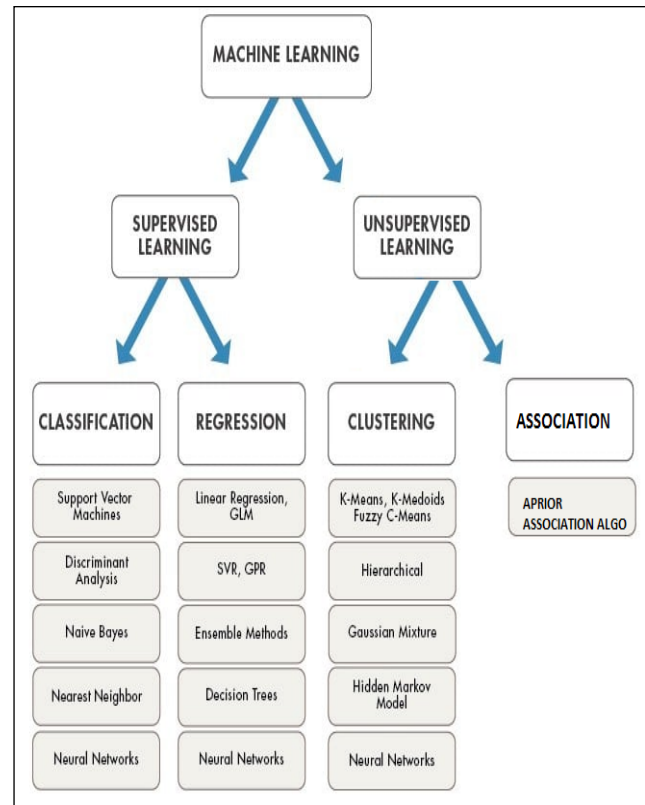 MACHINE LEARNING
SUPERVISED
LEARNING
UNSUPERVISED
LEARNING
CLASSIFICATION
REGRESSION
CLUSTERING
ASSOCIATION
Support Vector
Machines
Discriminant
Analysis
Naive Bayes
Nearest Neighbor
Neural Networks
Linear Regression,
GLM
SVR, GPR
Ensemble Methods
Decision Trees
Neural Networks
K-Means, K-Medoids
Fuzzy C-Means
Hierarchical
Gaussian Mixture
Hidden Markov
Model
Neural Networks
APRIOR
ASSOCIATION ALGO